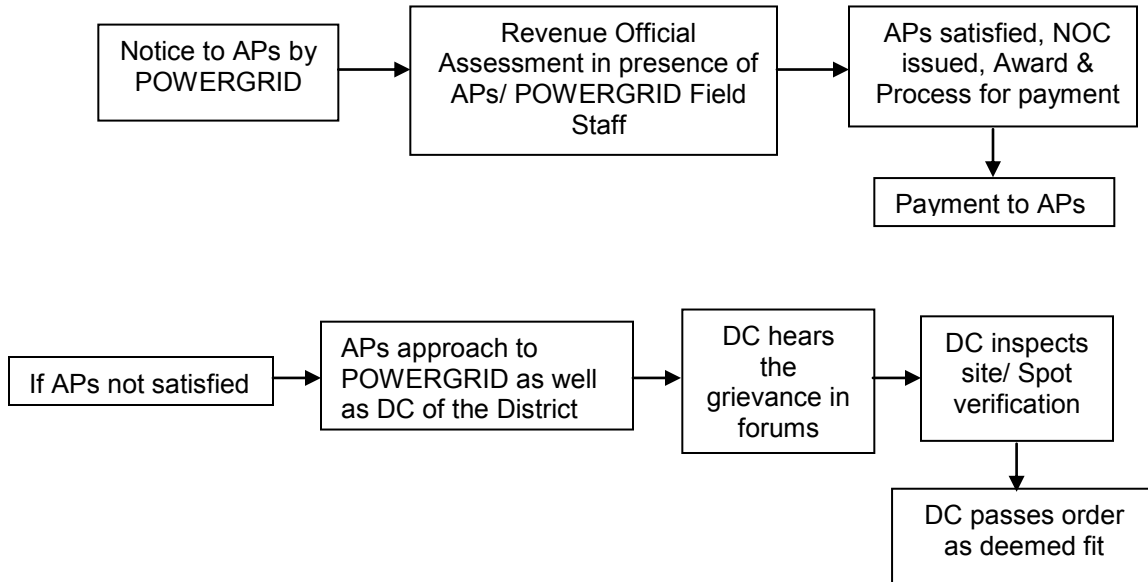 Notice to APs by
POWERGRID
Revenue Official
Assessment in presence of
APs/ POWERGRID Field
Staff
APs satisfied, NOC
issued, Award &
Process for payment
Payment to APs
If APs not satisfied
APs approach to
POWERGRID as well
as DC of the District
DC hears
the
grievance in
forums
DC inspects
site/ Spot
verification
DC passes order
as deemed fit